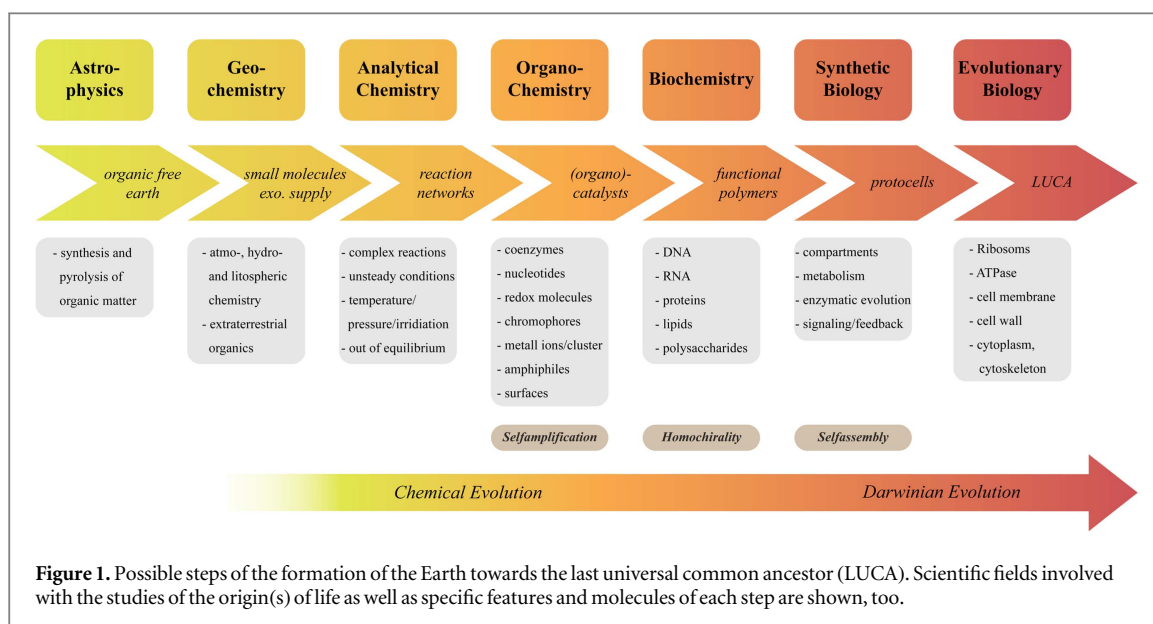 Astro-
physics
Geo-
chemistry
Analytical
Chemistry
Organo-
Chemistry
Biochemistry
Synthetic
Biology
Evolutionary
Biology
organic free
earth
small molecules
exo. supply
reaction
networks
(organo)-
catalysts
functional
polymers
protocells
LUCA
- synthesis and
pyrolysis of
organic matter
- atmo-, hydro-
and litospheric
chemistry
- extraterrestrial
organics
- complex reactions
- unsteady conditions
- temperature/
pressure/irridiation
- out of equilibrium
- coenzymes
- nucleotides
- redox molecules
- chromophores
- metall ions/cluster
- amphiphiles
- surfaces
- DNA
- RNA
- proteins
- lipids
- polysaccharides
- compartments
- metabolism
- enzymatic evolution
- signaling/feedback
- Ribosoms
- ATPase
- cell membrane
- cell wall
- cytoplasm,
cytoskeleton
Selfamplification
Homochirality
Selfassembly
Chemical Evolution
Darwinian Evolution
Figure 1. Possible steps of the formation of the Earth towards the last universal common ancestor (LUCA). Scientific fields involved
with the studies of the origin(s) of life as well as specific features and molecules of each step are shown, too.